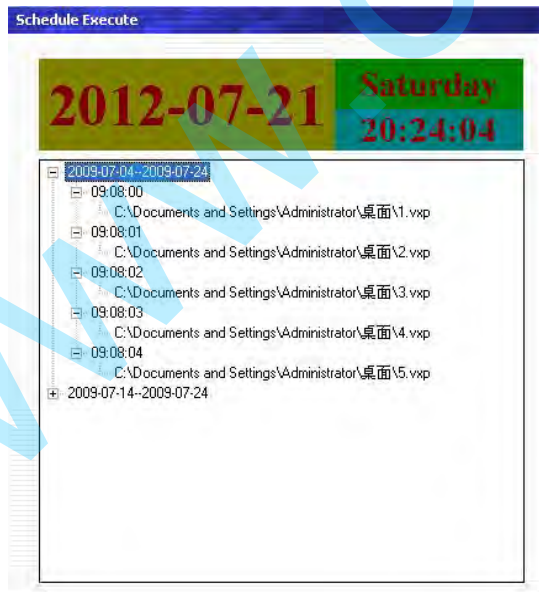 Schedule Execute
2012-07-21
Saturday
20:24:04
2009-07-04--2009-07-24
09:08:00
C:\Documents and Settings\Administrator\桌面\1.vxp
09:08:01
C:\Documents and Settings\Administrator\桌面\2.vxp
09:08:02
C:\Documents and Settings\Administrator\桌面\3.vxp
09:08:03
C:\Documents and Settings\Administrator\桌面\4.vxp
09:08:04
C:\Documents and Settings\Administrator\桌面\5.vxp
2009-07-14--2009-07-24